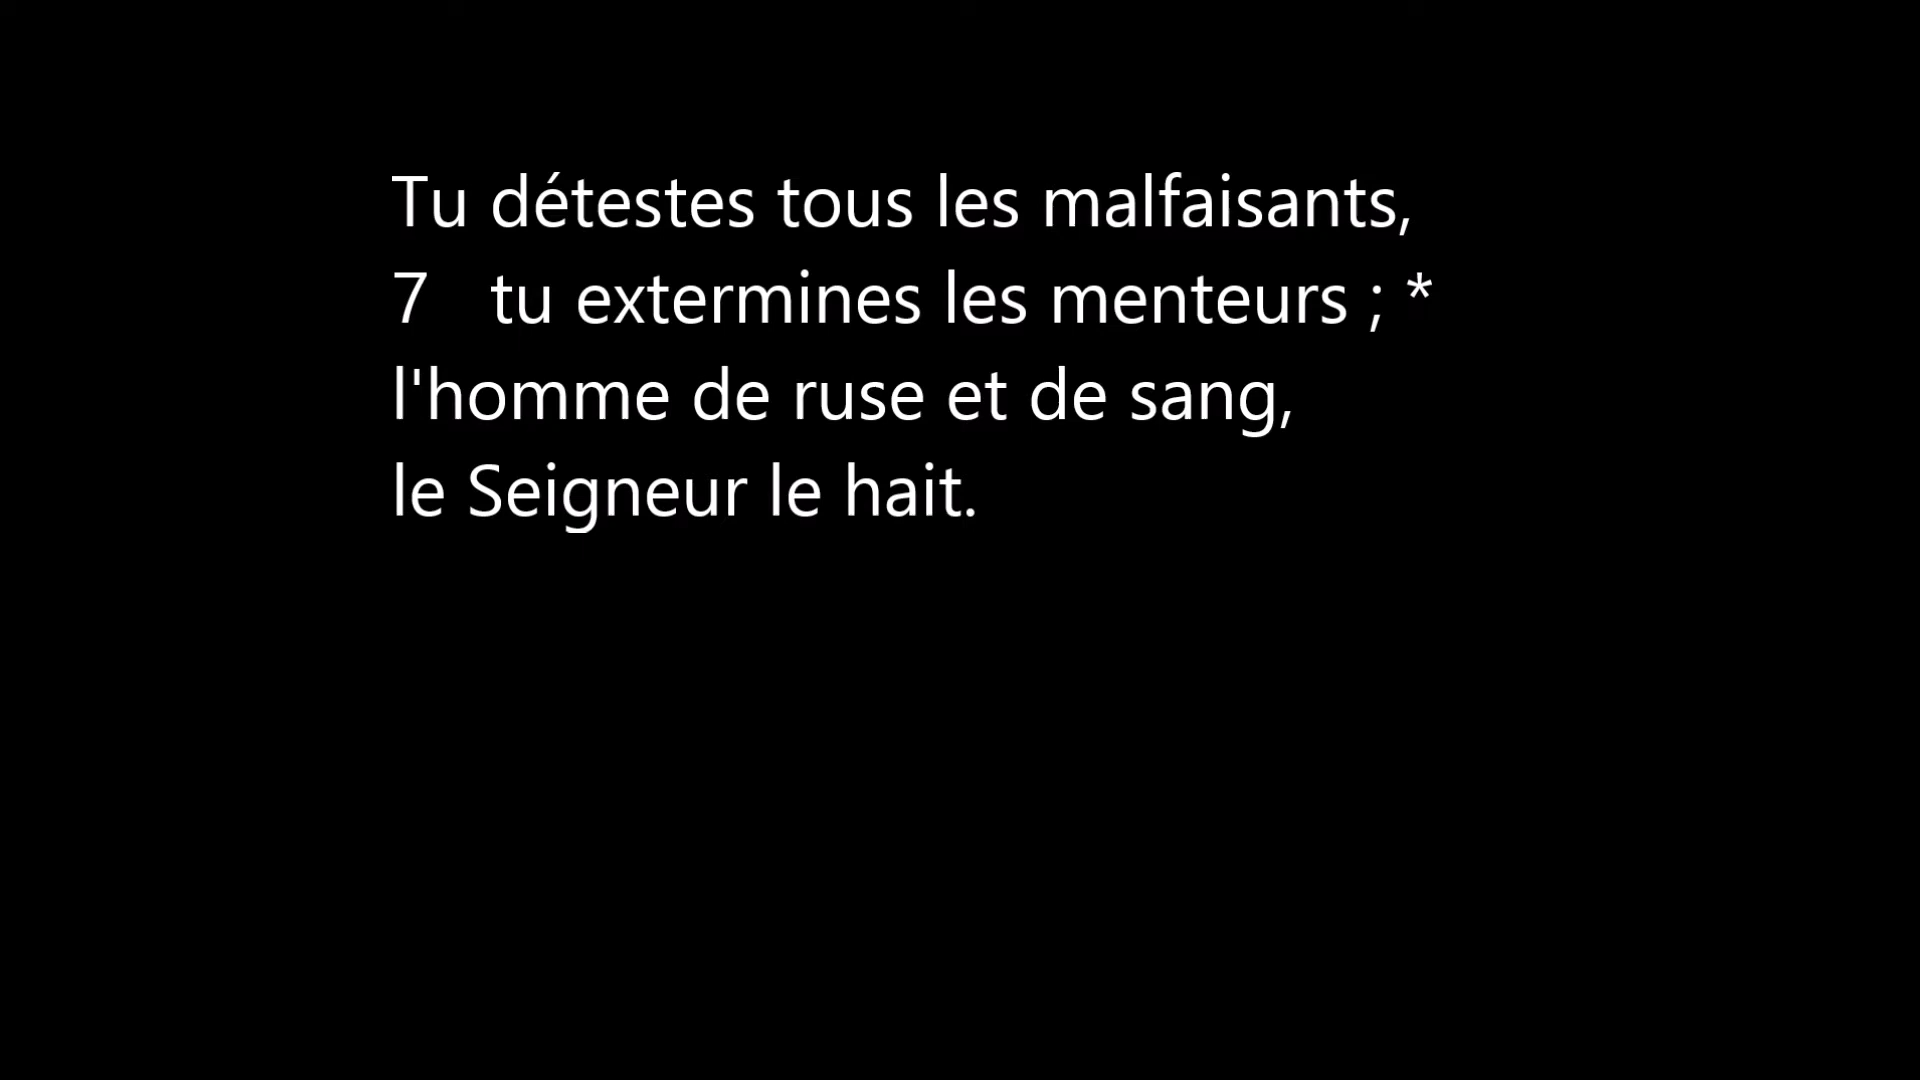 Tu détestes tous les malfaisants,
7 tu extermines les menteurs ; *
l'homme de ruse et de sang,
le Seigneur le hait.